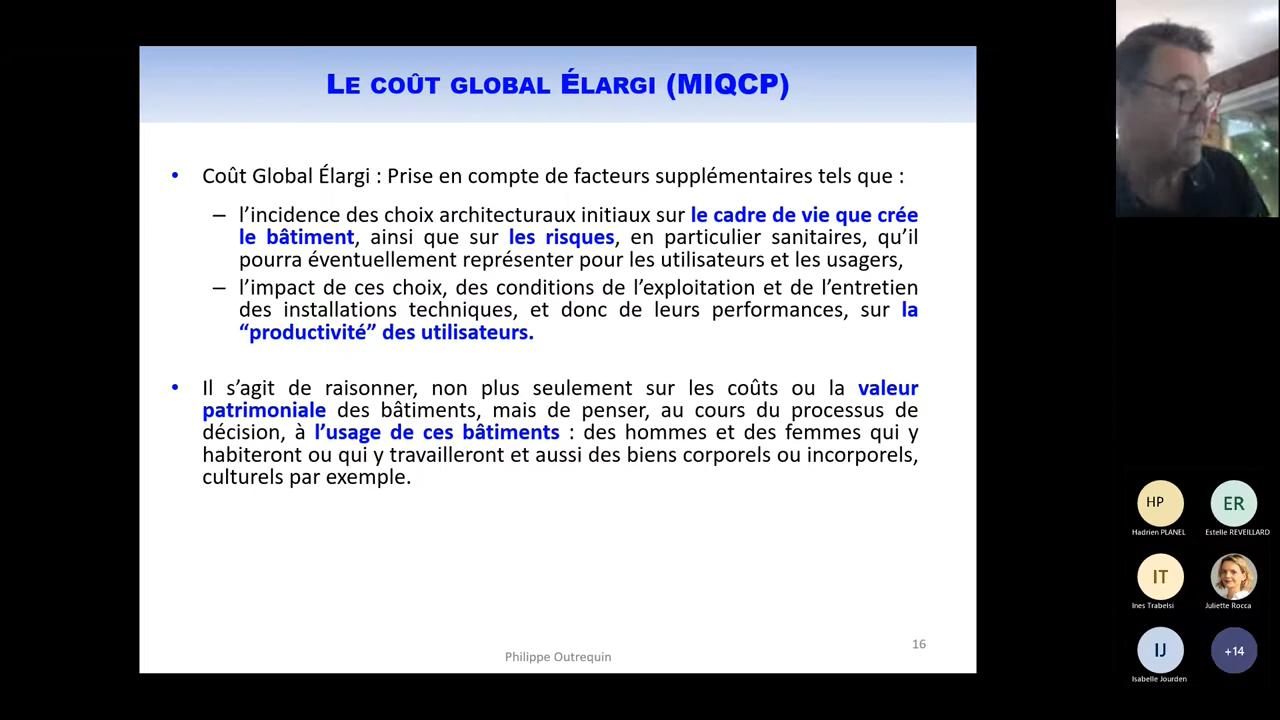 LE COÛT GLOBAL ÉLARGI (MIQCP)
• Coût Global Élargi : Prise en compte de facteurs supplémentaires tels que :
– l’incidence des choix architecturaux initiaux sur le cadre de vie que crée
le bâtiment, ainsi que sur les risques, en particulier sanitaires, qu’il
pourra éventuellement représenter pour les utilisateurs et les usagers,
– l’impact de ces choix, des conditions de l’exploitation et de l’entretien
des installations techniques, et donc de leurs performances, sur la
“productivité” des utilisateurs.
• Il s’agit de raisonner, non plus seulement sur les coûts ou la valeur
patrimoniale des bâtiments, mais de penser, au cours du processus de
décision, à l’usage de ces bâtiments : des hommes et des femmes qui y
habiteront ou qui y travailleront et aussi des biens corporels ou incorporels,
culturels par exemple.
16
Philippe Outrequin
HP
ER
Hadrien PLANEL
Estelle REVEILLARD
IT
Ines Trabelsi
Juliette Rocca
IJ
+14
Isabelle Jourden